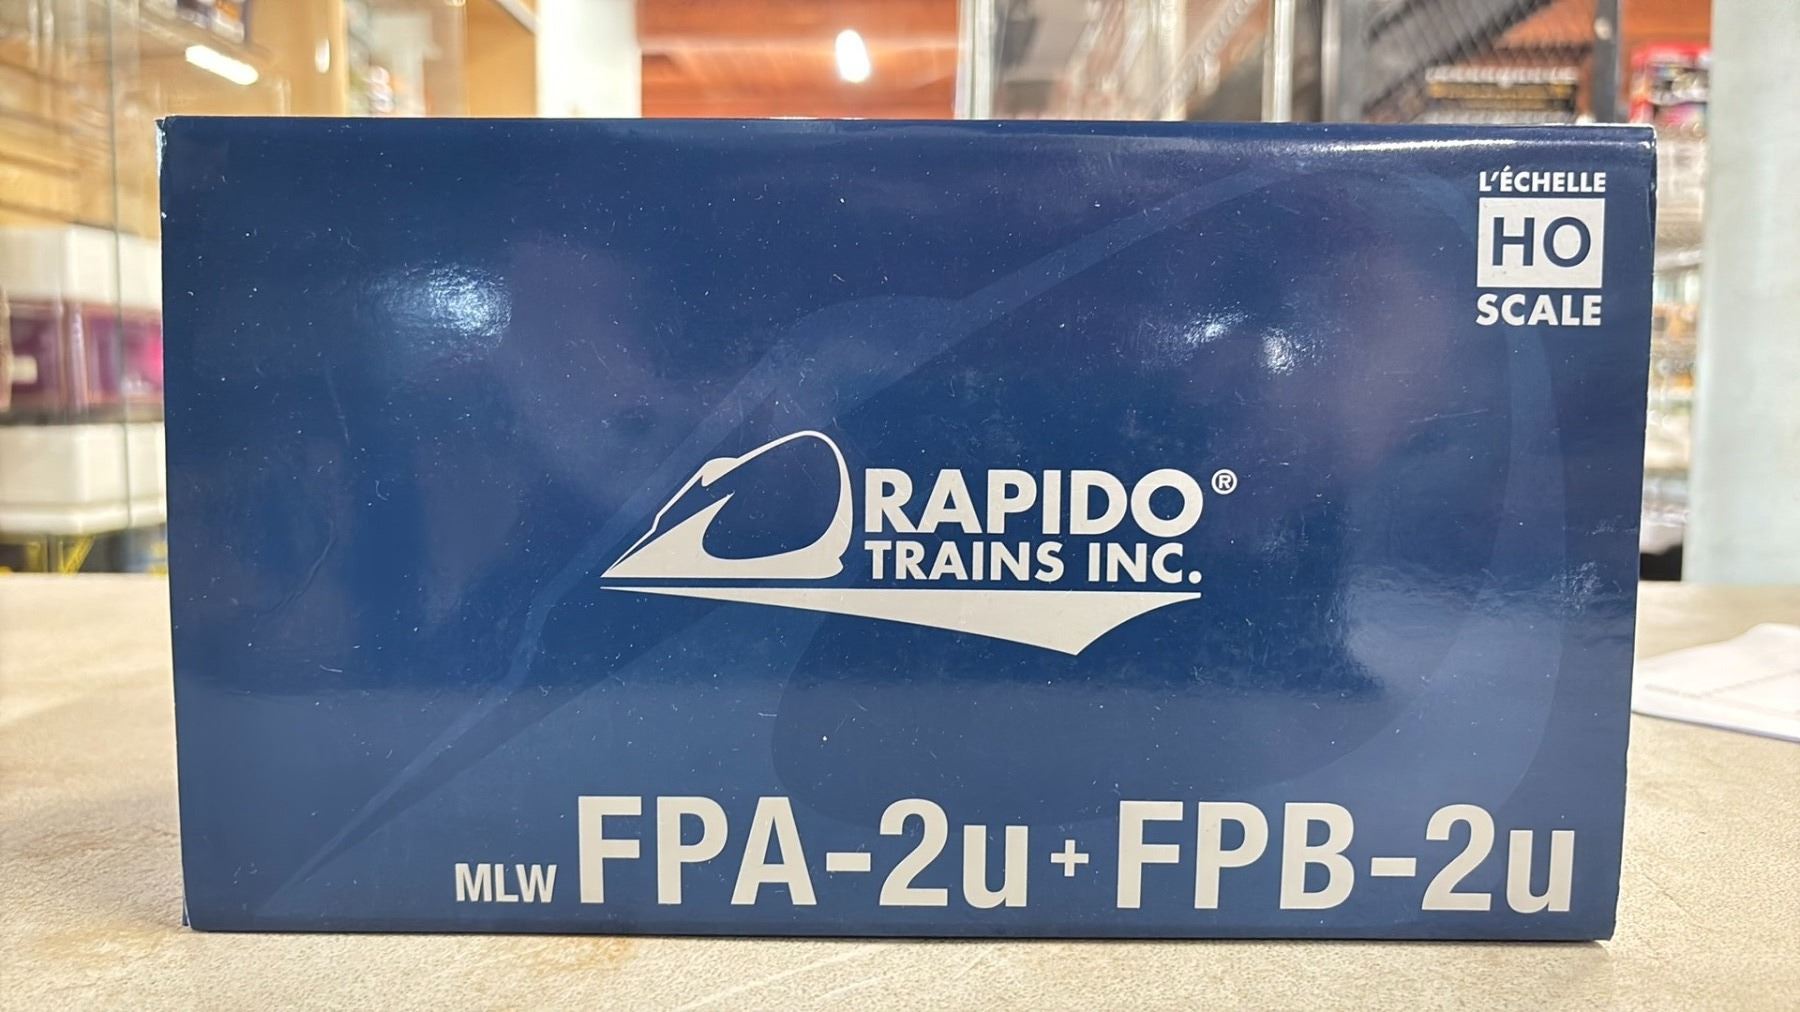 L'ÉCHELLE
HO
SCALE
RAPIDO®
TRAINS INC.
MLW FPA-2u + FPB-2u